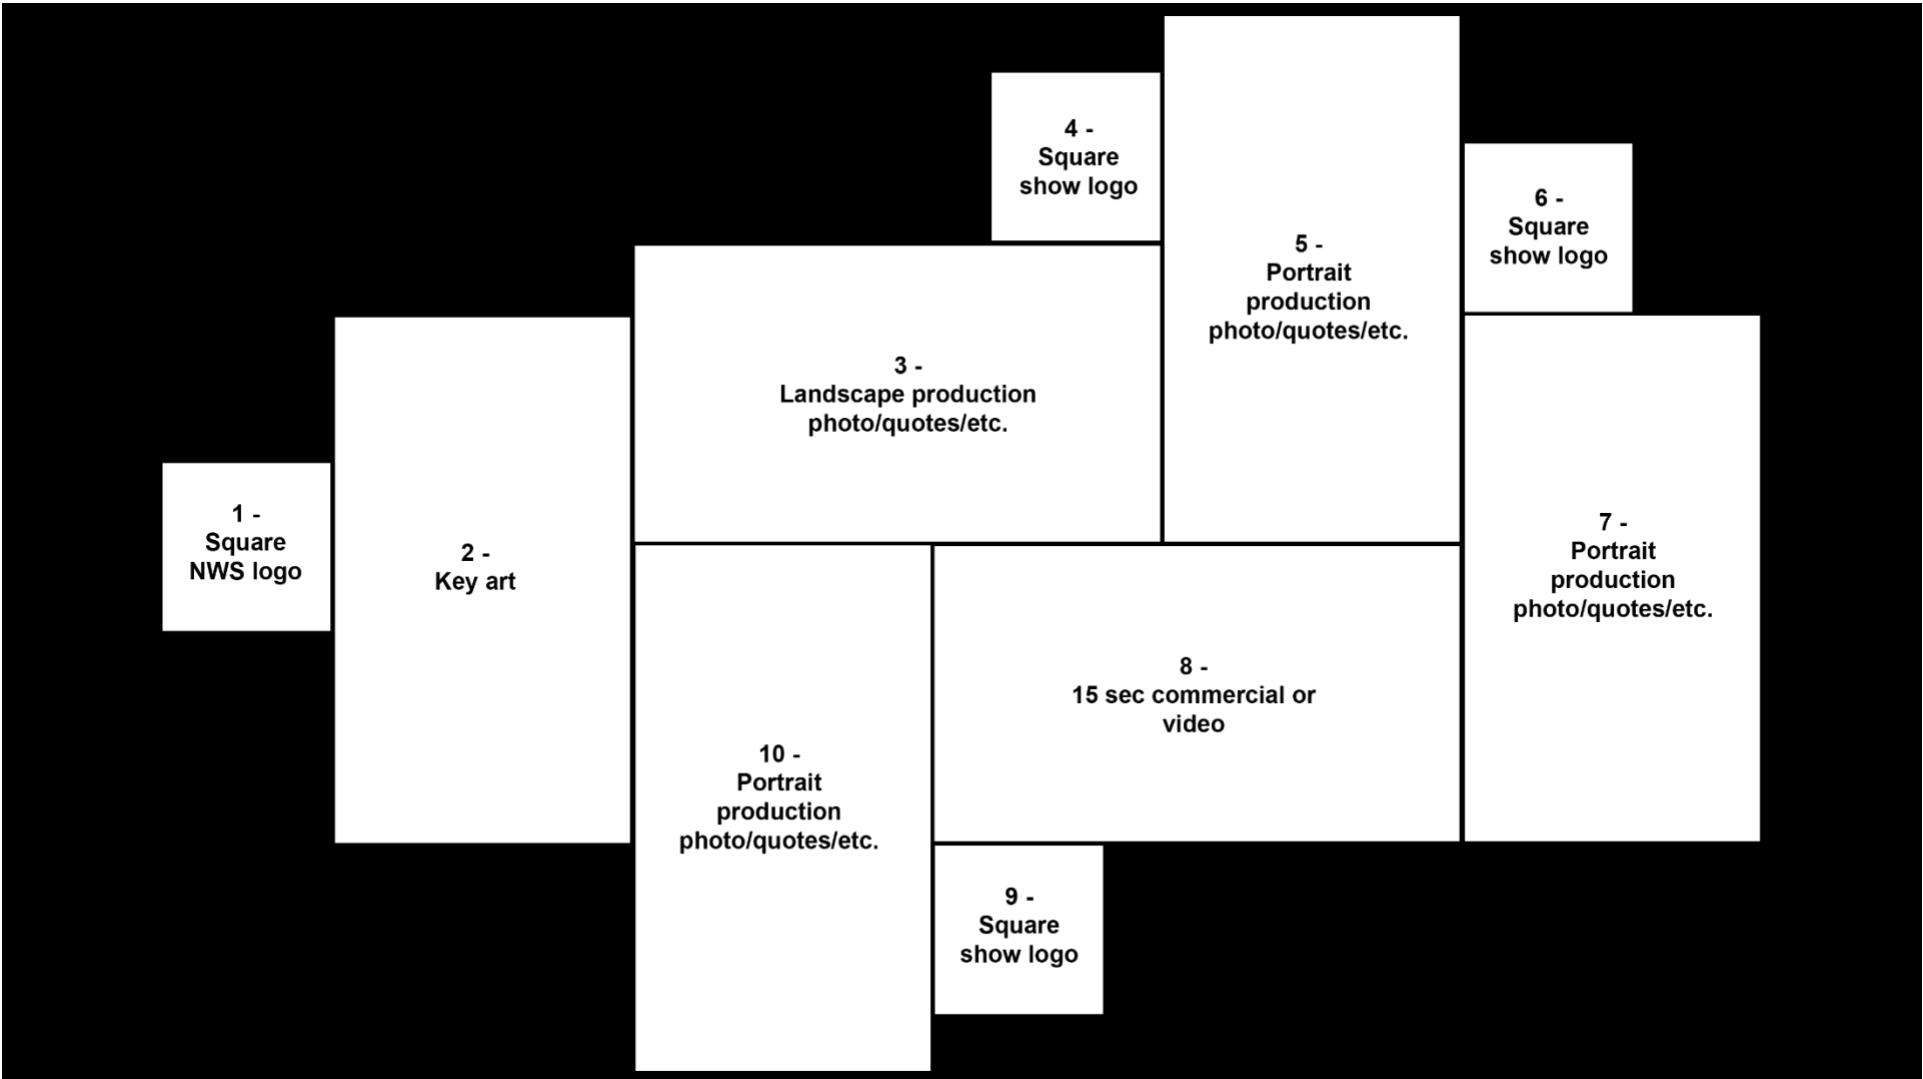 1 -
Square
NWS logo
2 -
Key art
3 -
Landscape production
photo/quotes/etc.
4 -
Square
show logo
5 -
Portrait
production
photo/quotes/etc.
6 -
Square
show logo
7 -
Portrait
production
photo/quotes/etc.
8 -
15 sec commercial or
video
9 -
Square
show logo
10 -
Portrait
production
photo/quotes/etc.